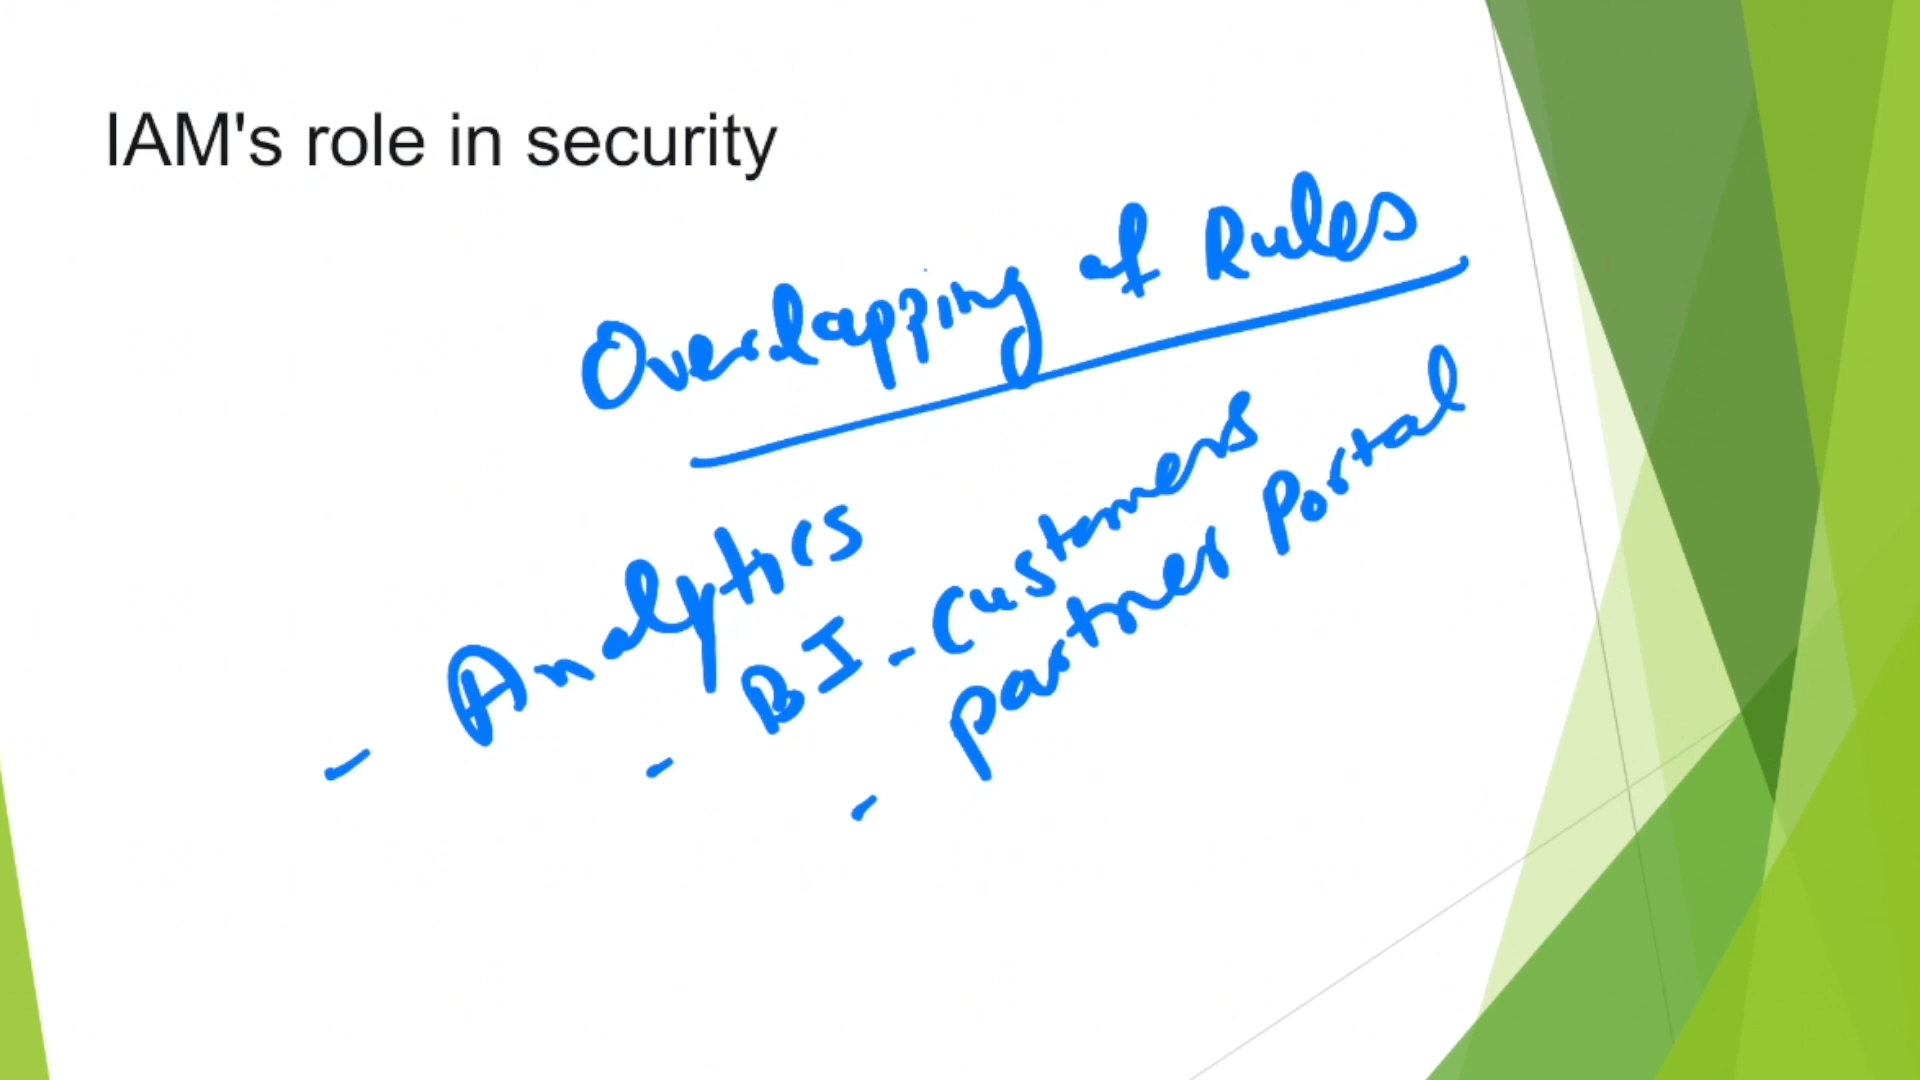 IAM's role in security
Overlapping of Rules
- Analytics
- BI - Customers
- Partner Portal